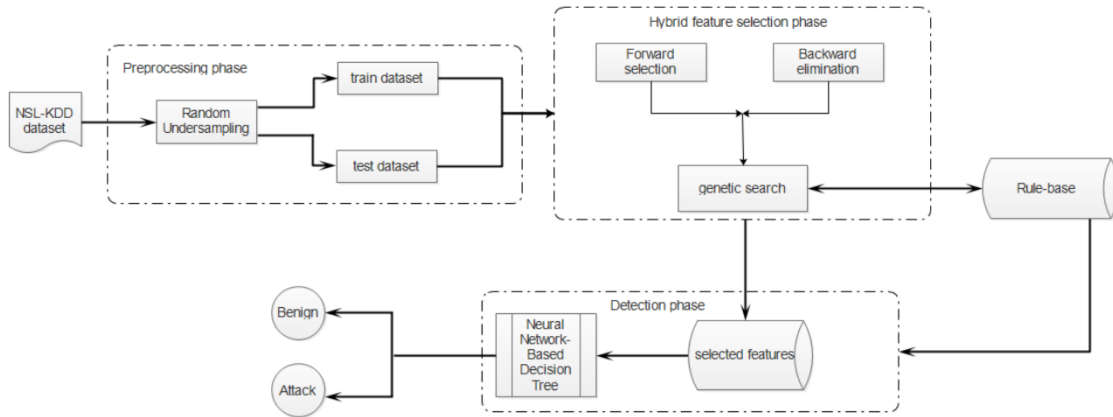 Hybrid feature selection phase
Preprocessing phase
Forward
selection
Backward
elimination
NSL-KDD
dataset
Random
Undersampling
train dataset
test dataset
genetic search
Rule-base
Detection phase
Benign
Attack
Neural
Network-
Based
Decision
Tree
selected features